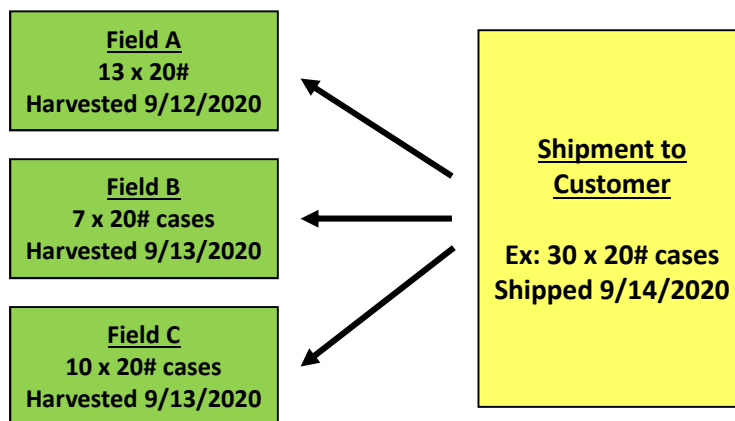 Field A
13 x 20#
Harvested 9/12/2020
Field B
7 x 20# cases
Harvested 9/13/2020
Field C
10 x 20# cases
Harvested 9/13/2020
Shipment to
Customer
Ex: 30 x 20# cases
Shipped 9/14/2020